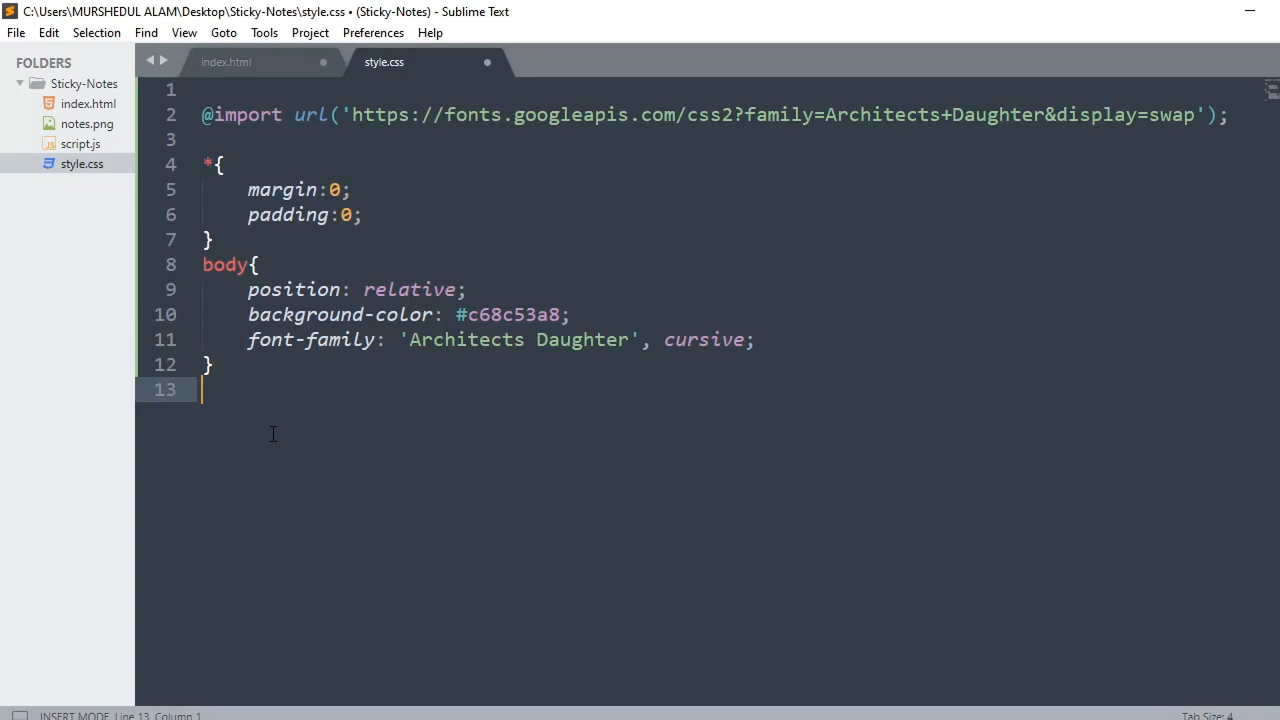 C:\Users\MURSHEDUL ALAM\Desktop\Sticky-Notes\style.css • (Sticky-Notes) - Sublime Text
File Edit Selection Find View Goto Tools Project Preferences Help
FOLDERS
Sticky-Notes
index.html
notes.png
script.js
style.css
index.html style.css
1
2 @import url('https://fonts.googleapis.com/css2?family=Architects+Daughter&display=swap');
3
4 *{
5 margin:0;
6 padding:0;
7 }
8 body{
9 position: relative;
10 background-color: #c68c53a8;
11 font-family: 'Architects Daughter', cursive;
12 }
13
INSERT MODE, Line 13, Column 1 Tab Size: 4